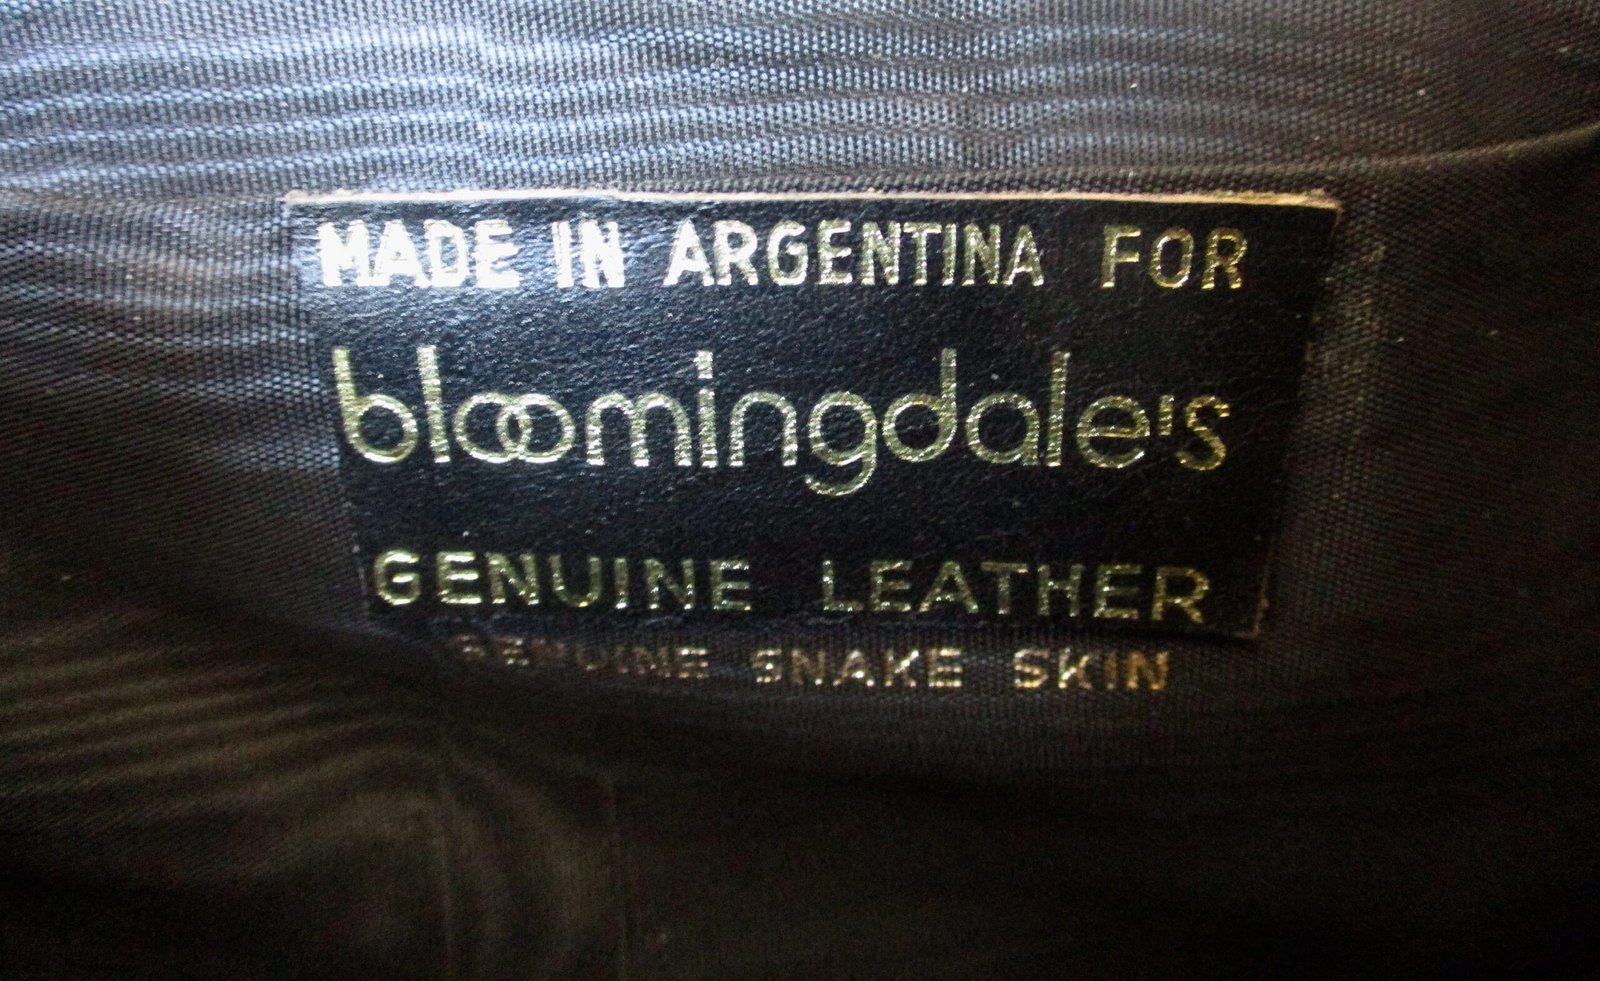 MADE IN ARGENTINA FOR
bloomingdale's
GENUINE LEATHER
GENUINE SNAKE SKIN